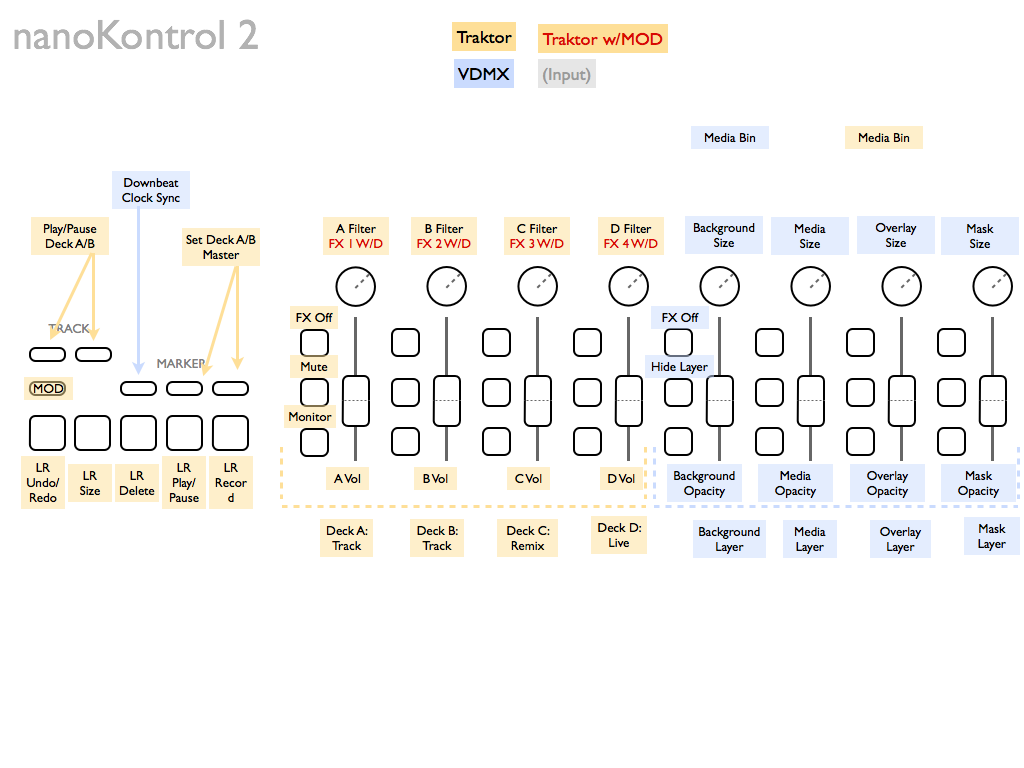 nanoKontrol 2
Traktor
Traktor w/MOD
VDMX
(Input)
Media Bin
Media Bin
Downbeat
Clock Sync
Play/Pause
Deck A/B
Set Deck A/B
Master
A Filter
FX 1 W/D
B Filter
FX 2 W/D
C Filter
FX 3 W/D
D Filter
FX 4 W/D
Background
Size
Media
Size
Overlay
Size
Mask
Size
TRACK
MARKER
MOD
FX Off
Mute
Monitor
FX Off
Hide Layer
LR
Undo/
Redo
LR
Size
LR
Delete
LR
Play/
Pause
LR
Recor
d
A Vol
B Vol
C Vol
D Vol
Background
Opacity
Media
Opacity
Overlay
Opacity
Mask
Opacity
Deck A:
Track
Deck B:
Track
Deck C:
Remix
Deck D:
Live
Background
Layer
Media
Layer
Overlay
Layer
Mask
Layer